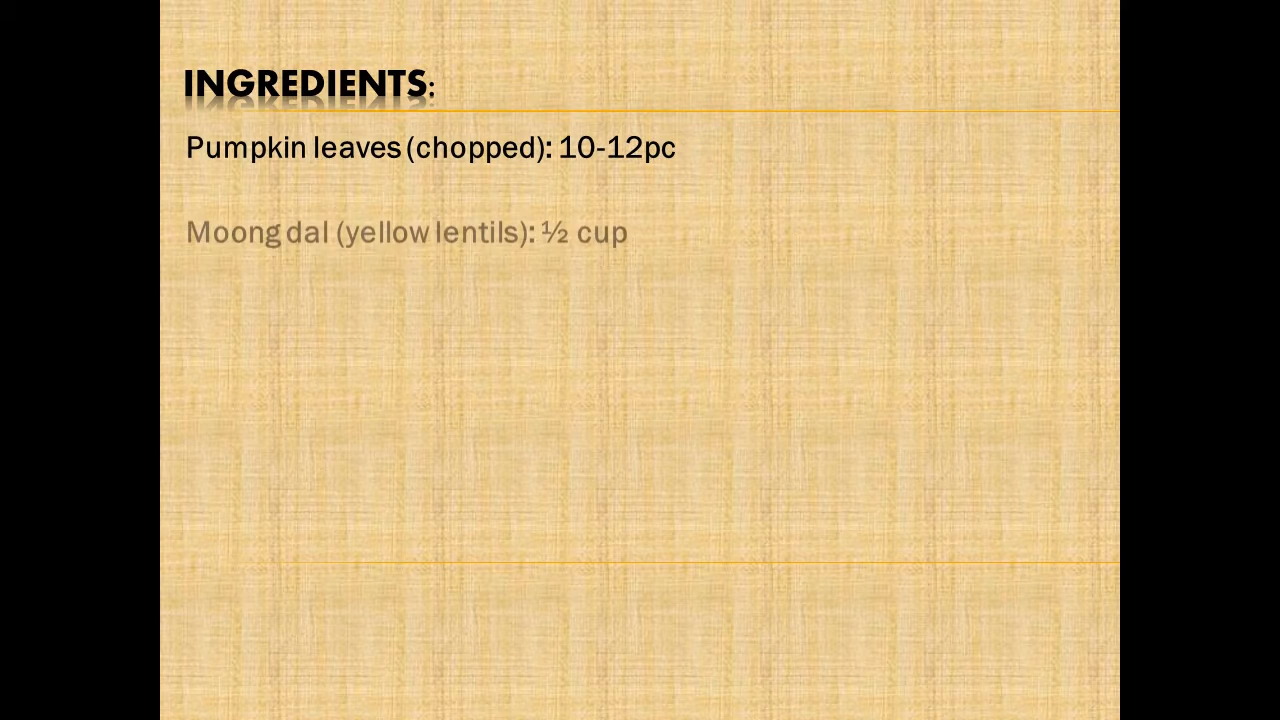 INGREDIENTS:
Pumpkin leaves (chopped): 10-12pc
Moong dal (yellow lentils): ½ cup